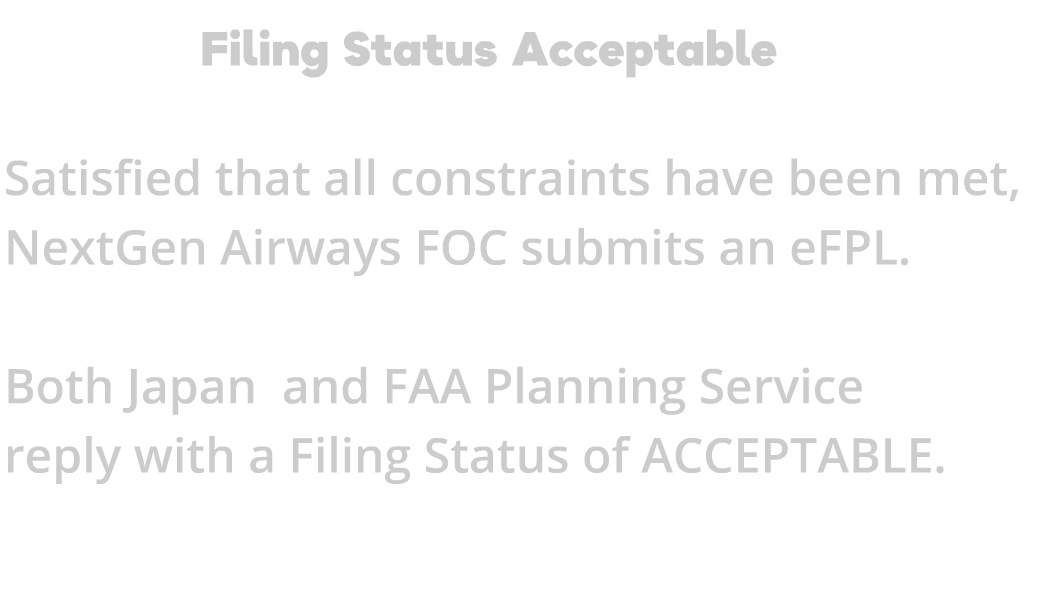 Filing Status Acceptable
Satisfied that all constraints have been met,
NextGen Airways FOC submits an eFPL.
Both Japan  and FAA Planning Service
reply with a Filing Status of ACCEPTABLE.